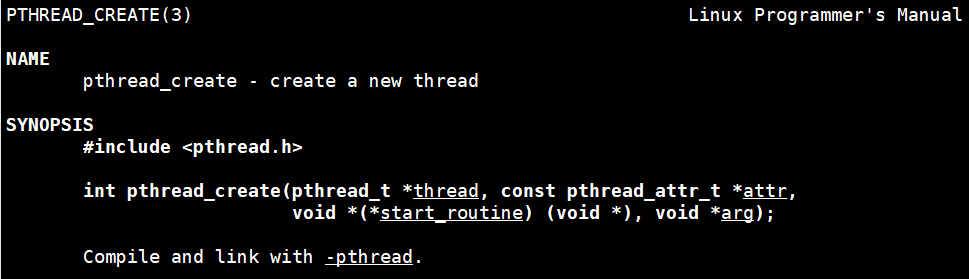 PTHREAD_CREATE(3) Linux Programmer's Manual
NAME
pthread_create - create a new thread
SYNOPSIS
#include <pthread.h>
int pthread_create(pthread_t *thread, const pthread_attr_t *attr,
void *(*start_routine) (void *), void *arg);
Compile and link with -pthread.